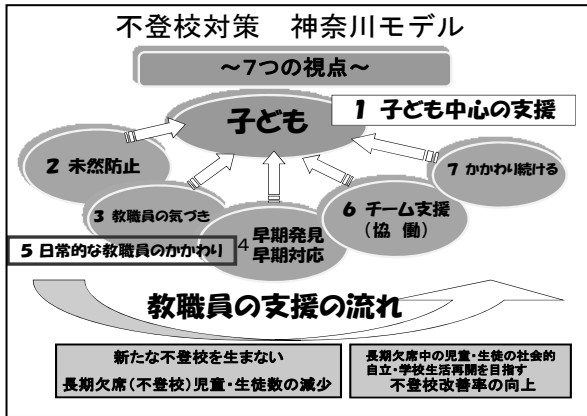 不登校対策　神奈川モデル
～7つの視点～
子ども
1 子ども中心の支援
2 未然防止
3 教職員の気づき
4 早期発見
早期対応
5 日常的な教職員のかかわり
6 チーム支援
（協 働）
7 かかわり続ける
教職員の支援の流れ
新たな不登校を生まない
長期欠席(不登校)児童・生徒数の減少
長期欠席中の児童・生徒の社会的
自立・学校生活再開を目指す
不登校改善率の向上